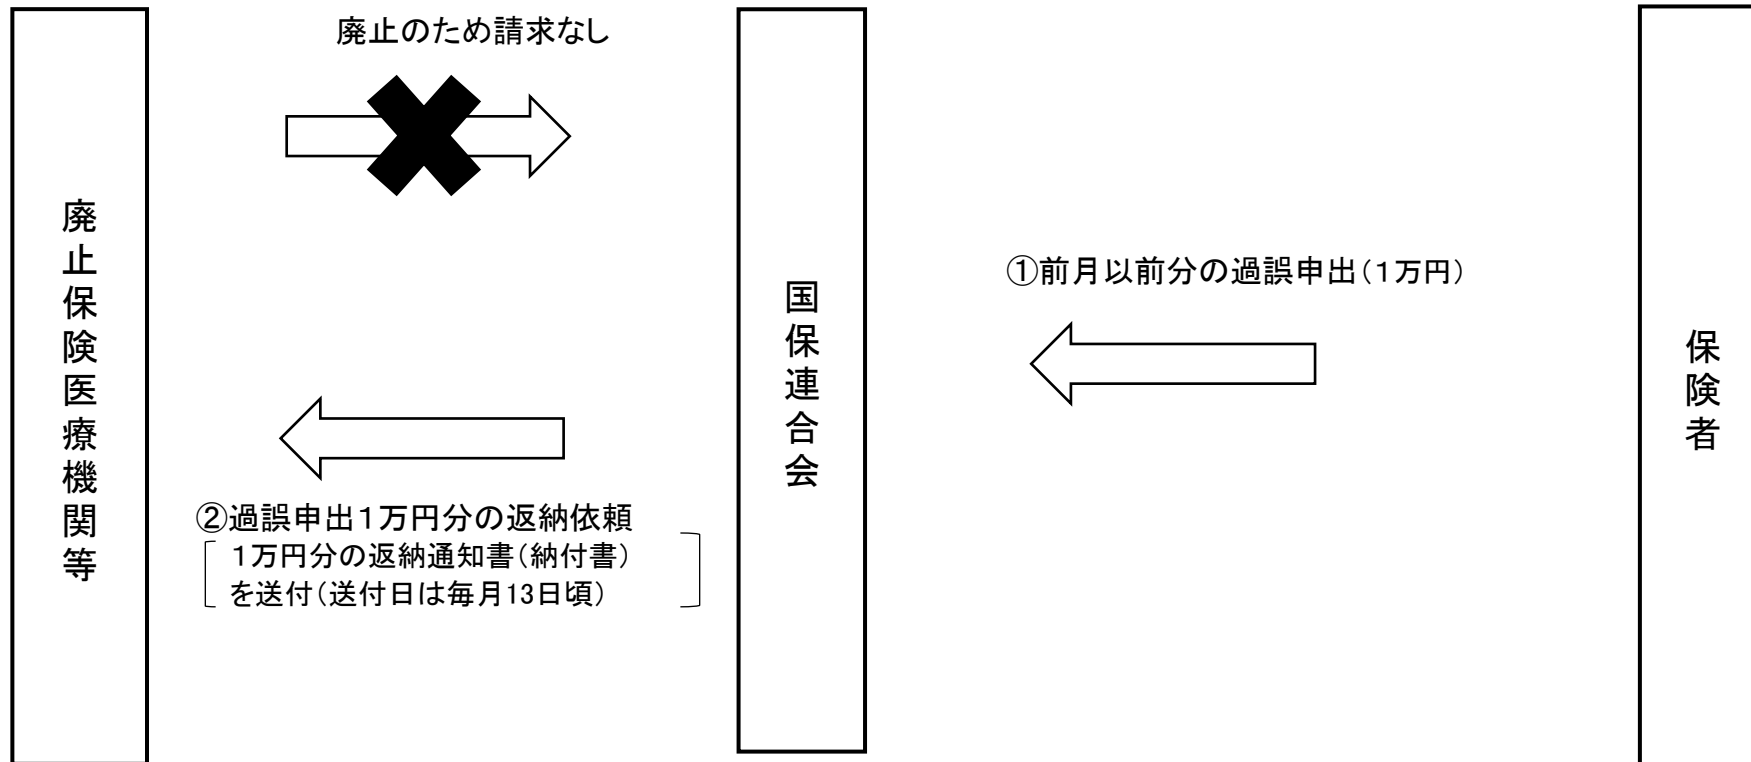 廃止のため請求なし
廃止保険医療機関等
国保連合会
①前月以前分の過誤申出(1万円)
保険者
②過誤申出1万円分の返納依頼
1万円分の返納通知書(納付書)
を送付(送付日は毎月13日頃)